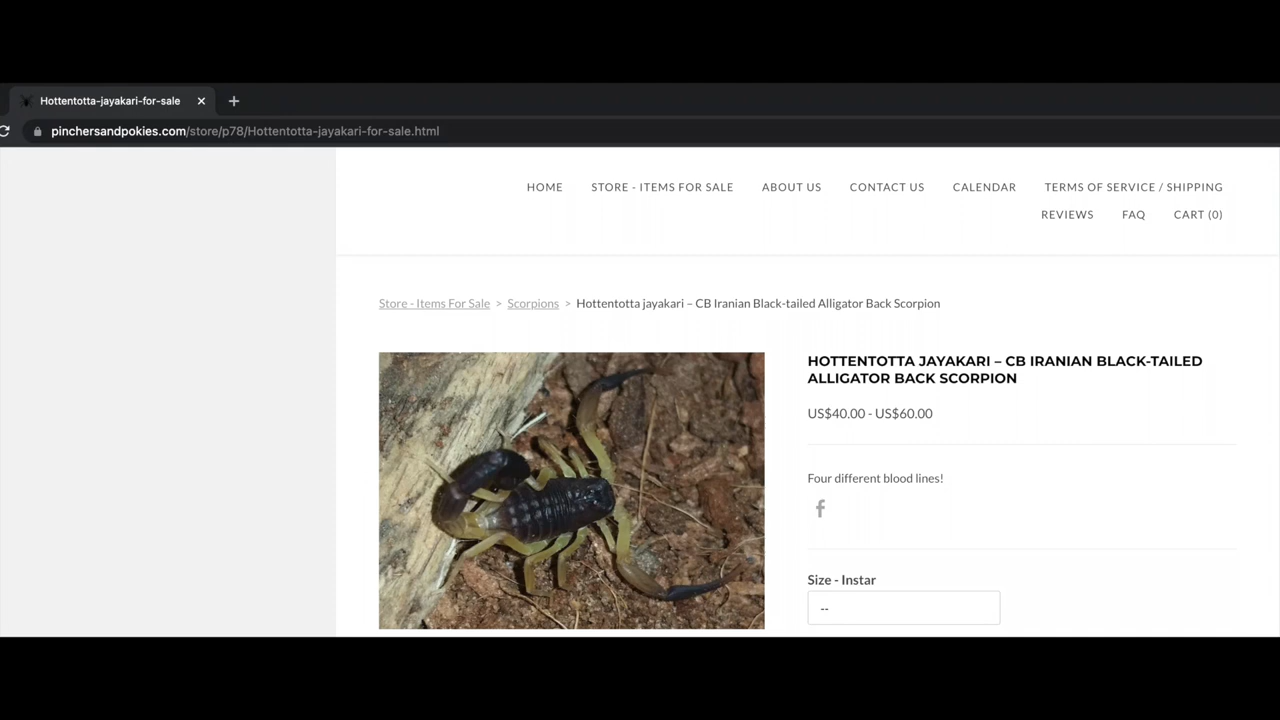 Hottentotta-jayakari-for-sale
pinchersandpokies.com/store/p78/Hottentotta-jayakari-for-sale.html
HOME STORE - ITEMS FOR SALE ABOUT US CONTACT US CALENDAR TERMS OF SERVICE / SHIPPING
REVIEWS FAQ CART (0)
Store - Items For Sale > Scorpions > Hottentotta jayakari – CB Iranian Black-tailed Alligator Back Scorpion
HOTTENTOTTA JAYAKARI – CB IRANIAN BLACK-TAILED
ALLIGATOR BACK SCORPION
US$40.00 - US$60.00
Four different blood lines!
Size - Instar
--